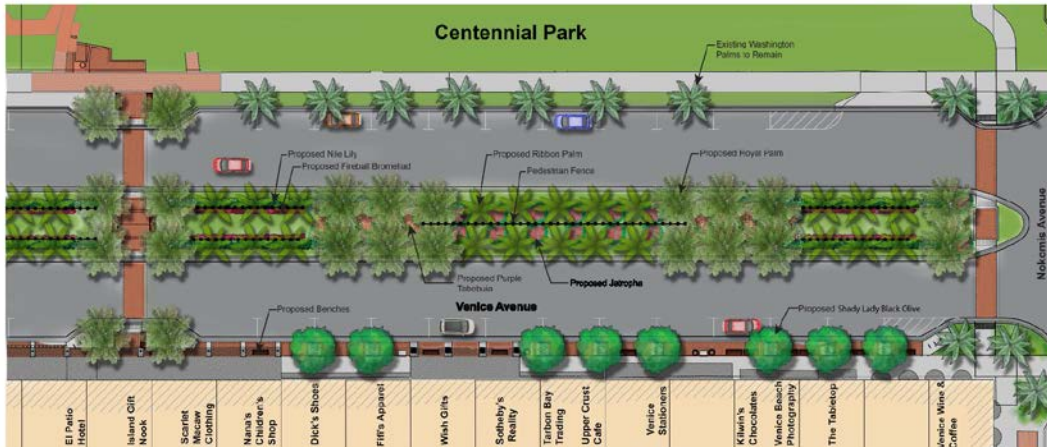 Centennial Park
Existing Washington
Palms to Remain
Proposed Nile Lily
Proposed Fireball Bromeliad
Proposed Ribbon Palm
Pedestrian Fence
Proposed Royal Palm
Proposed Purple
Tabebuia
Proposed Jatropha
Venice Avenue
Proposed Benches
Proposed Shady Lady Black Olive
Nokomis Avenue
El Patio
Hotel
Island Gift
Nook
Scarlet
Macaw
Clothing
Nana's
Children's
Shop
Dick's Shoes
Fifi's Apparel
Wish Gifts
Sotheby's
Reality
Tarbon Bay
Trading
Upper Crust
Cafe
Venice
Stationers
Kilwin's
Chocolates
Venice Beach
Photography
The Tabletop
Venice Wine &
Coffee